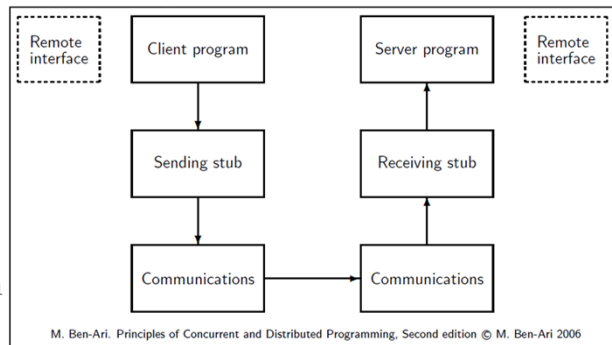 Remote
interface
Client program
Server program
Remote
interface
Sending stub
Receiving stub
Communications
Communications
M. Ben-Ari. Principles of Concurrent and Distributed Programming, Second edition © M. Ben-Ari 2006